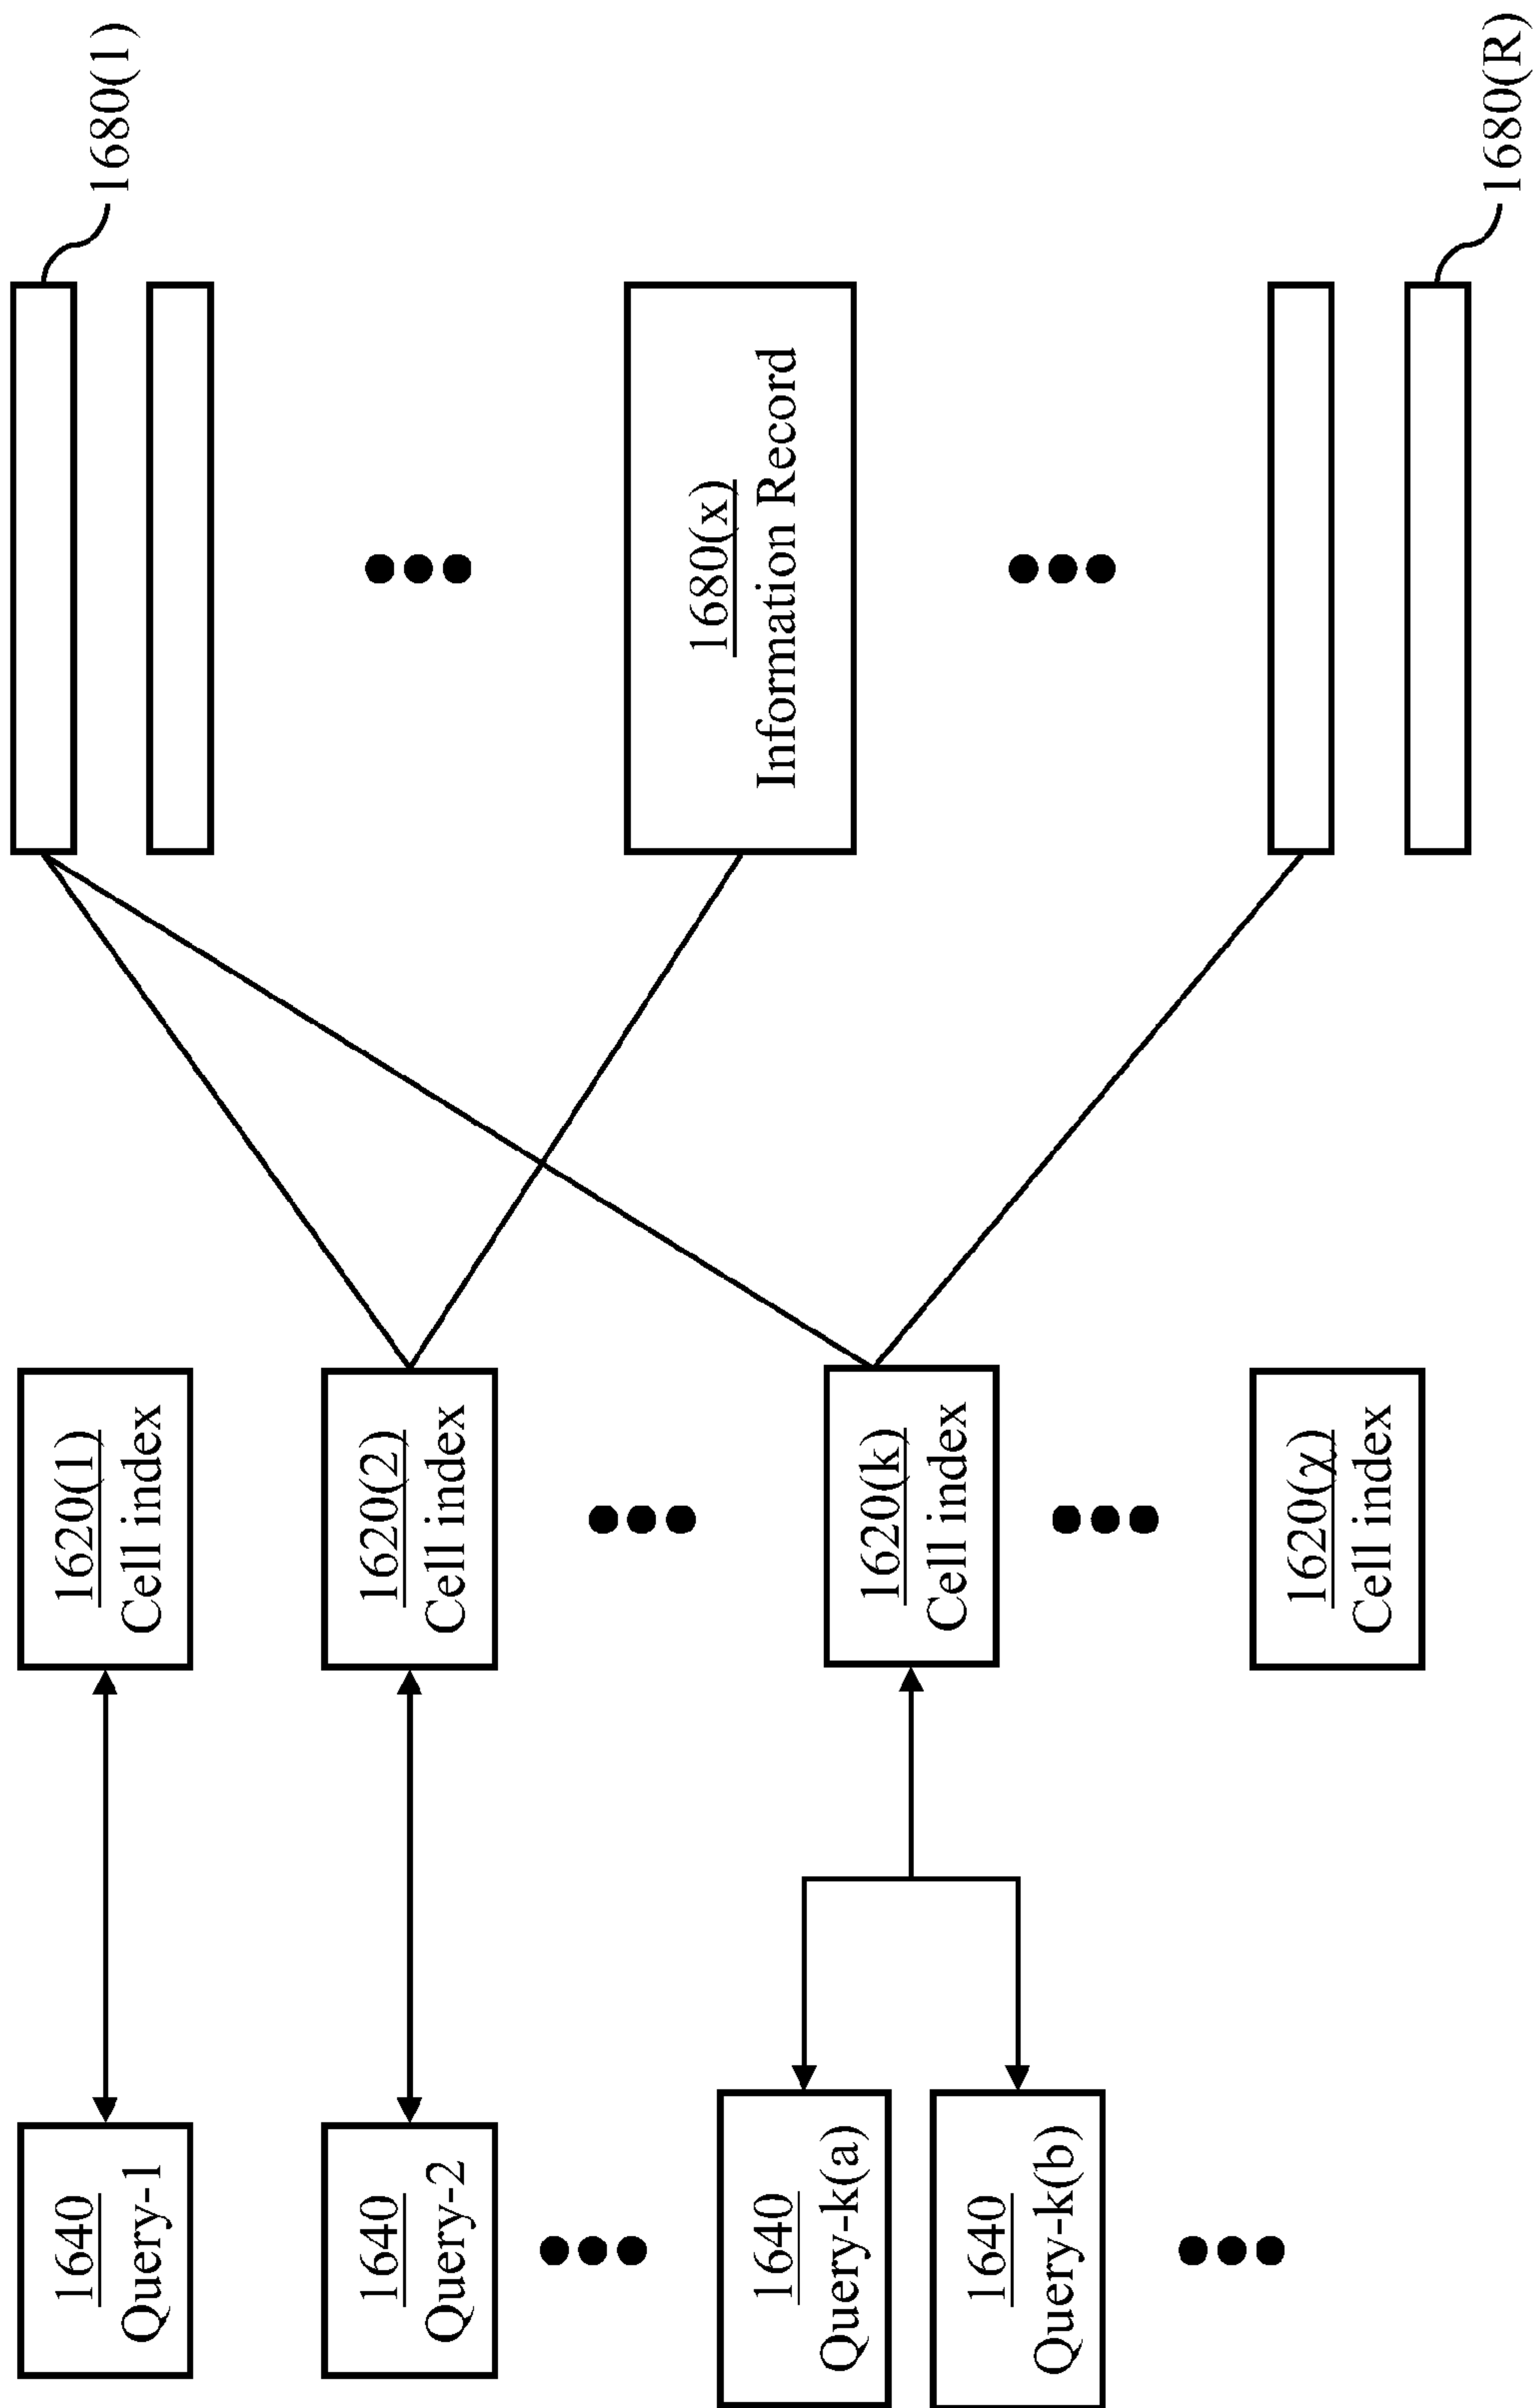 1640
Query-1
1620(1)
Cell index
1680(1)
1640
Query-2
1620(2)
Cell index
1680(x)
Information Record
1640
Query-k(a)
1620(k)
Cell index
1640
Query-k(b)
1620(χ)
Cell index
1680(R)